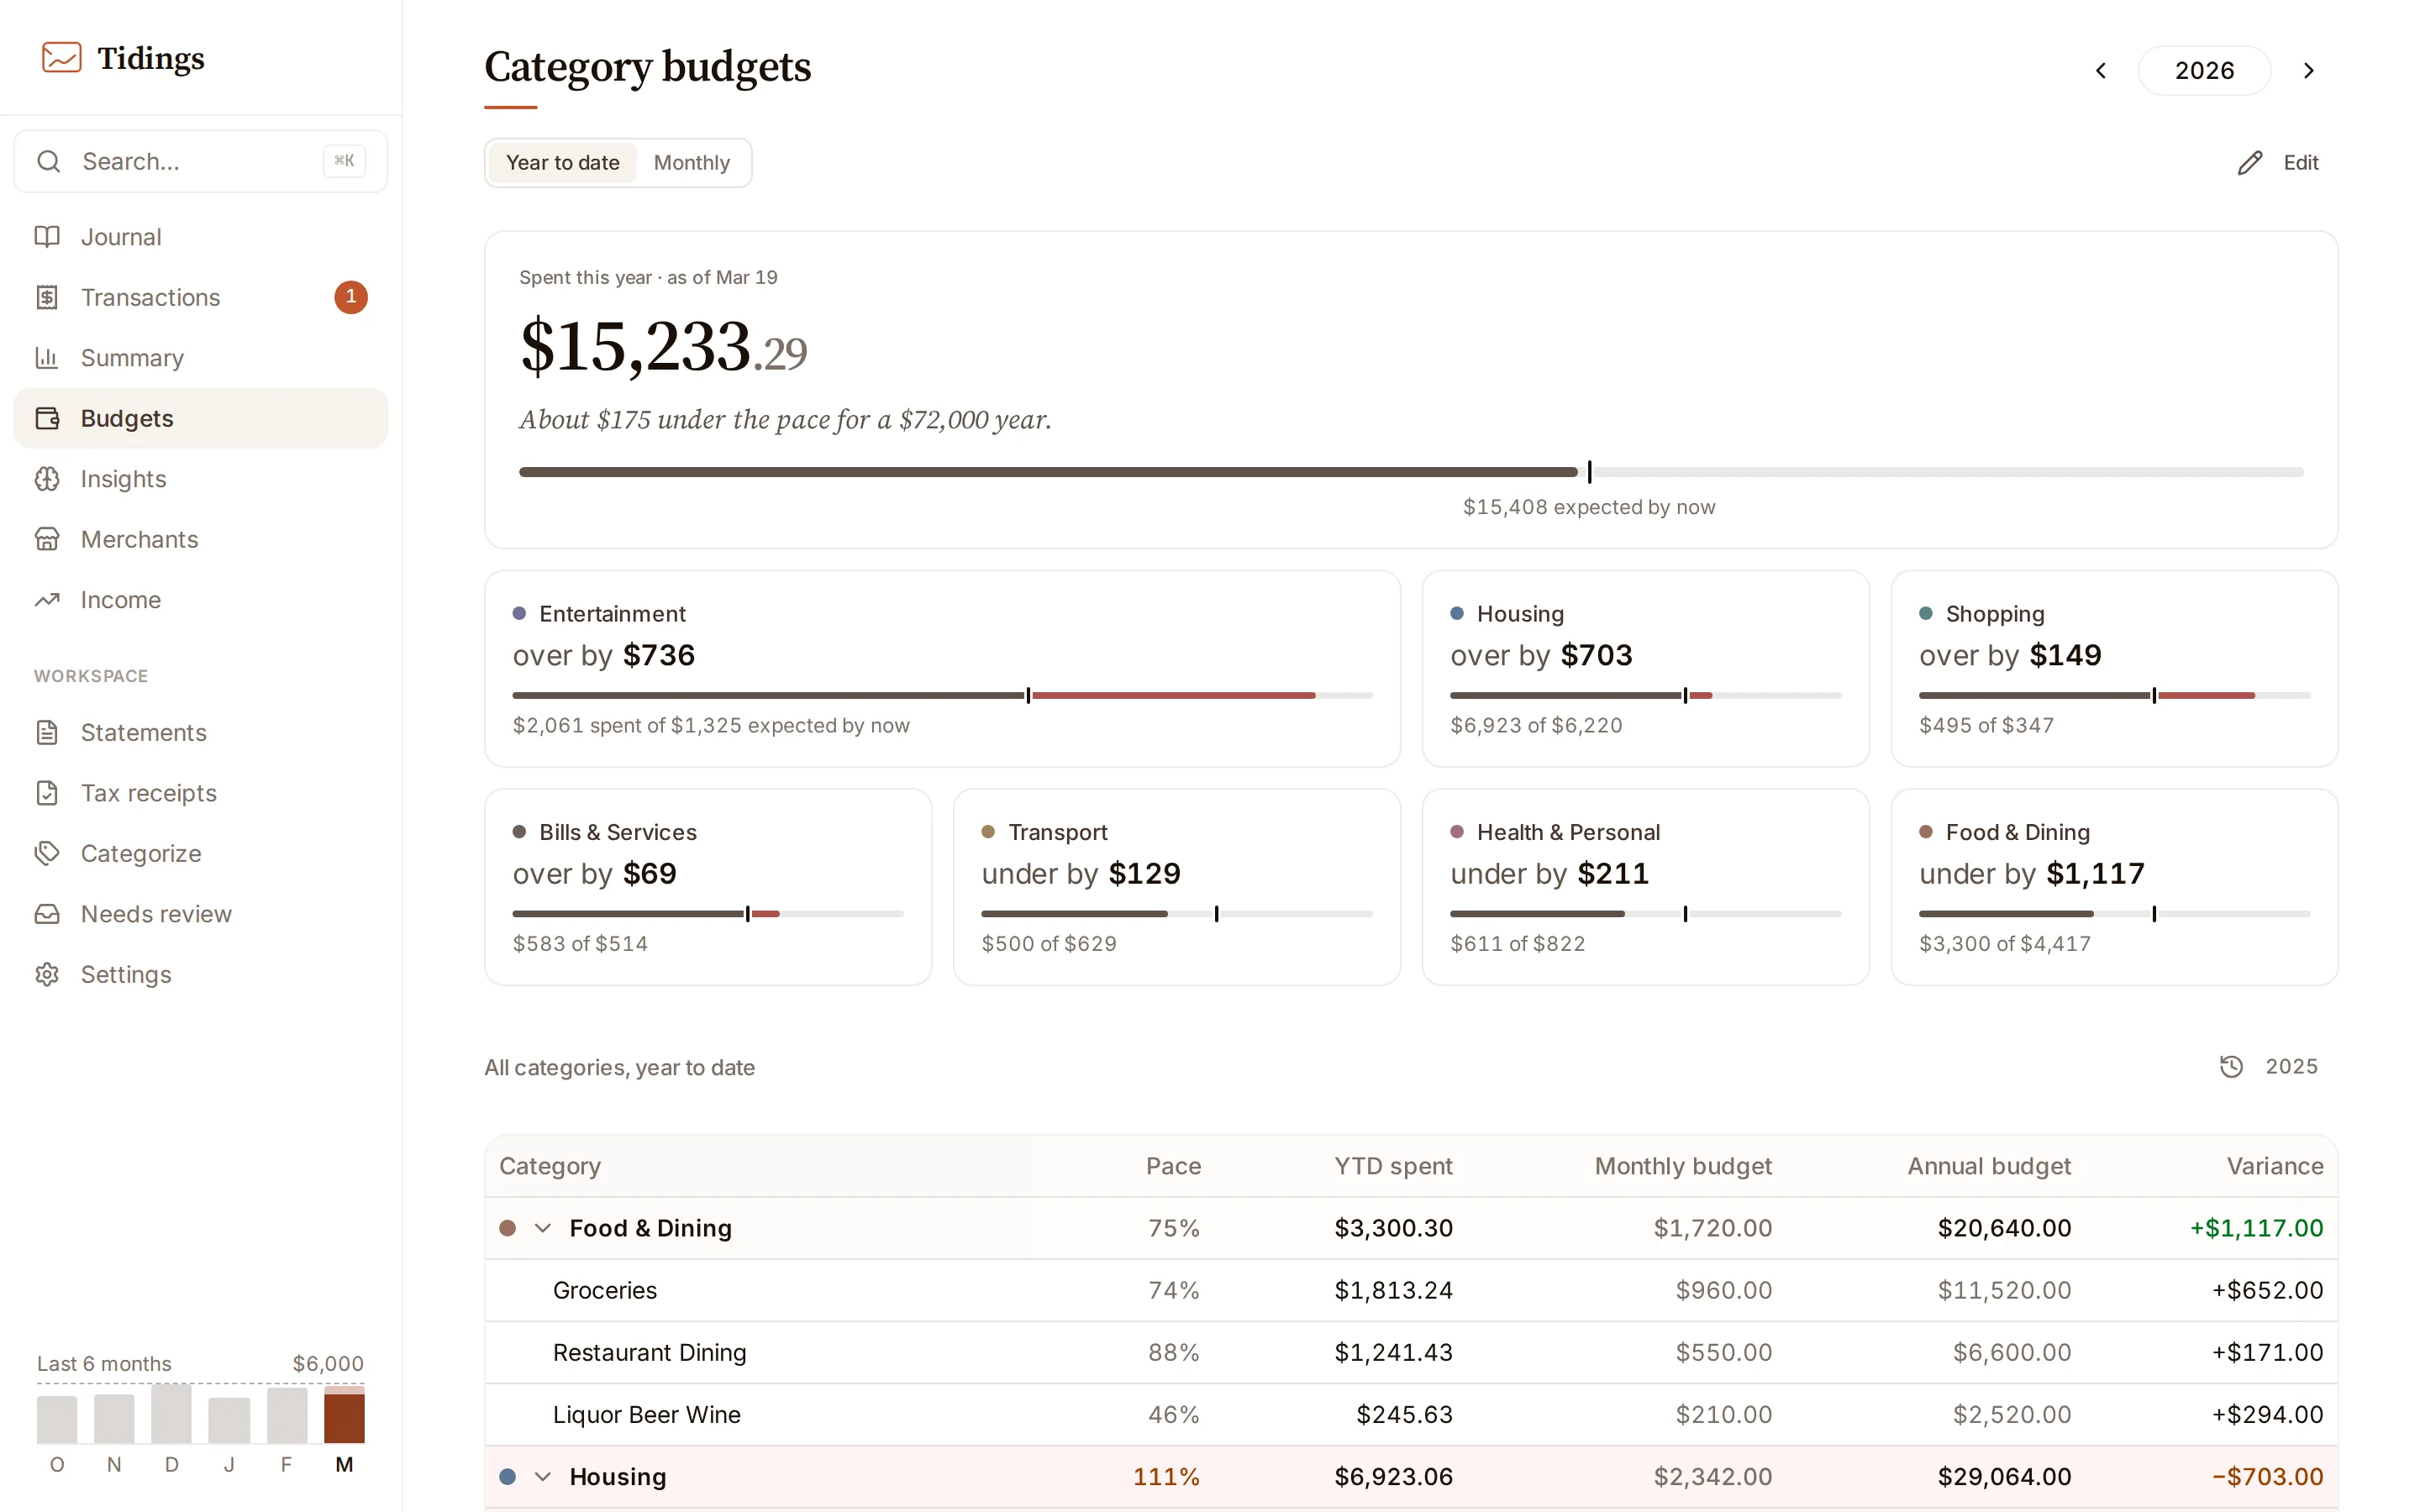 Tidings
Search...
⌘K
Journal
Transactions
1
Summary
Budgets
Insights
Merchants
Income
WORKSPACE
Statements
Tax receipts
Categorize
Needs review
Settings
Last 6 months $6,000
O N D J F M
Category budgets
2026
Year to date Monthly
Edit
Spent this year · as of Mar 19
$15,233.29
About $175 under the pace for a $72,000 year.
$15,408 expected by now
Entertainment
over by $736
$2,061 spent of $1,325 expected by now
Housing
over by $703
$6,923 of $6,220
Shopping
over by $149
$495 of $347
Bills & Services
over by $69
$583 of $514
Transport
under by $129
$500 of $629
Health & Personal
under by $211
$611 of $822
Food & Dining
under by $1,117
$3,300 of $4,417
All categories, year to date
2025
Category Pace YTD spent Monthly budget Annual budget Variance
Food & Dining 75% $3,300.30 $1,720.00 $20,640.00 +$1,117.00
Groceries 74% $1,813.24 $960.00 $11,520.00 +$652.00
Restaurant Dining 88% $1,241.43 $550.00 $6,600.00 +$171.00
Liquor Beer Wine 46% $245.63 $210.00 $2,520.00 +$294.00
Housing 111% $6,923.06 $2,342.00 $29,064.00 −$703.00